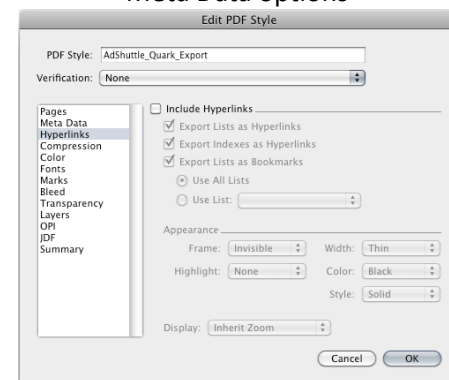 Meta Data Options
Edit PDF Style
PDF Style: AdShuttle_Quark_Export
Verification: None
Pages
Meta Data
Hyperlinks
Compression
Color
Fonts
Marks
Bleed
Transparency
Layers
OPI
JDF
Summary
Include Hyperlinks
Export Lists as Hyperlinks
Export Indexes as Hyperlinks
Export Lists as Bookmarks
Use All Lists
Use List:
Appearance
Frame: Invisible Width: Thin
Highlight: None Color: Black
Style: Solid
Display: Inherit Zoom
Cancel OK